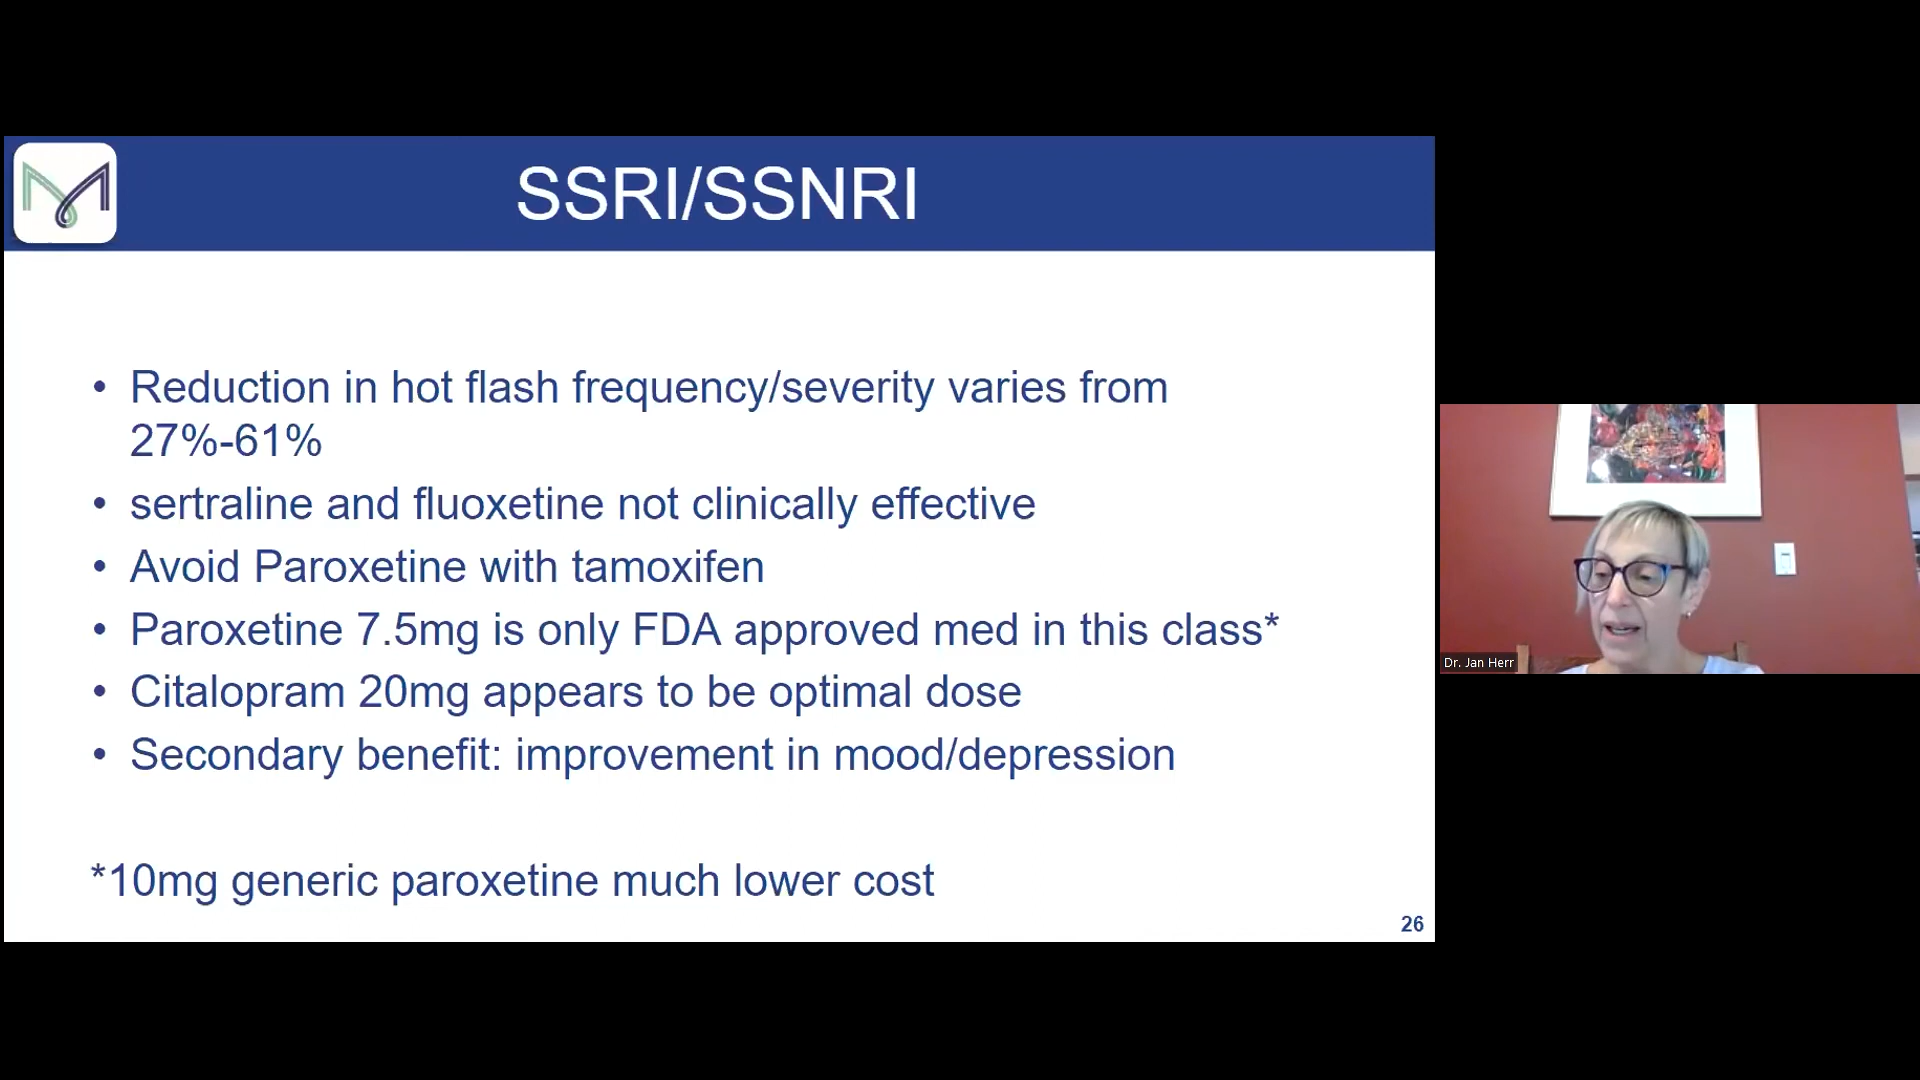 SSRI/SSNRI
• Reduction in hot flash frequency/severity varies from
27%-61%
• sertraline and fluoxetine not clinically effective
• Avoid Paroxetine with tamoxifen
• Paroxetine 7.5mg is only FDA approved med in this class*
• Citalopram 20mg appears to be optimal dose
• Secondary benefit: improvement in mood/depression
*10mg generic paroxetine much lower cost
26
Dr. Jan Herr